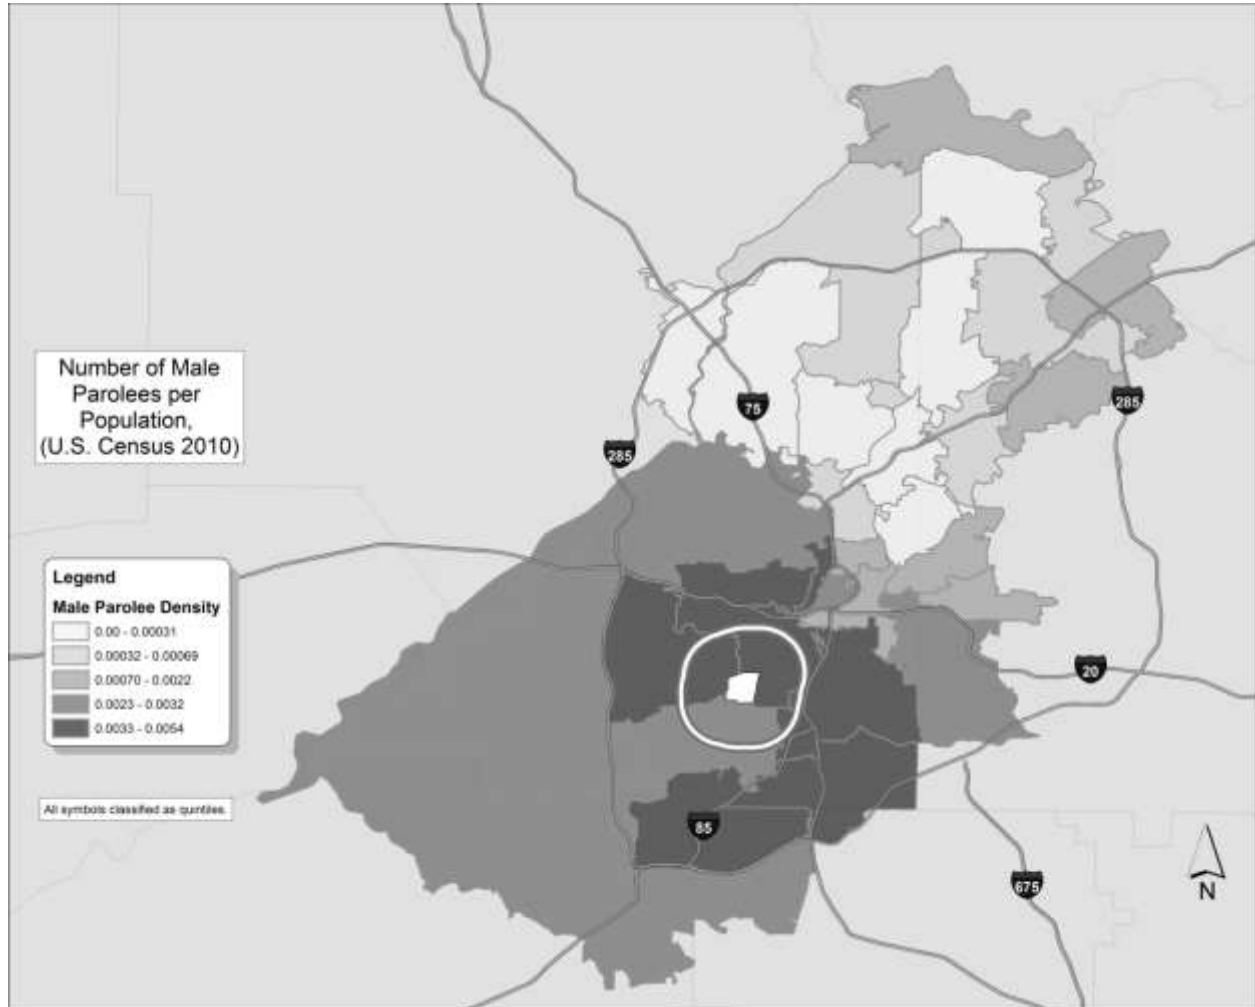 Number of Male
Parolees per
Population,
(U.S. Census 2010)
75
285
285
Legend
Male Parolee Density
0.00 - 0.00031
0.00032 - 0.00069
0.00070 - 0.0022
0.0023 - 0.0032
0.0033 - 0.0054
20
All symbols classified as quintiles.
85
675
N